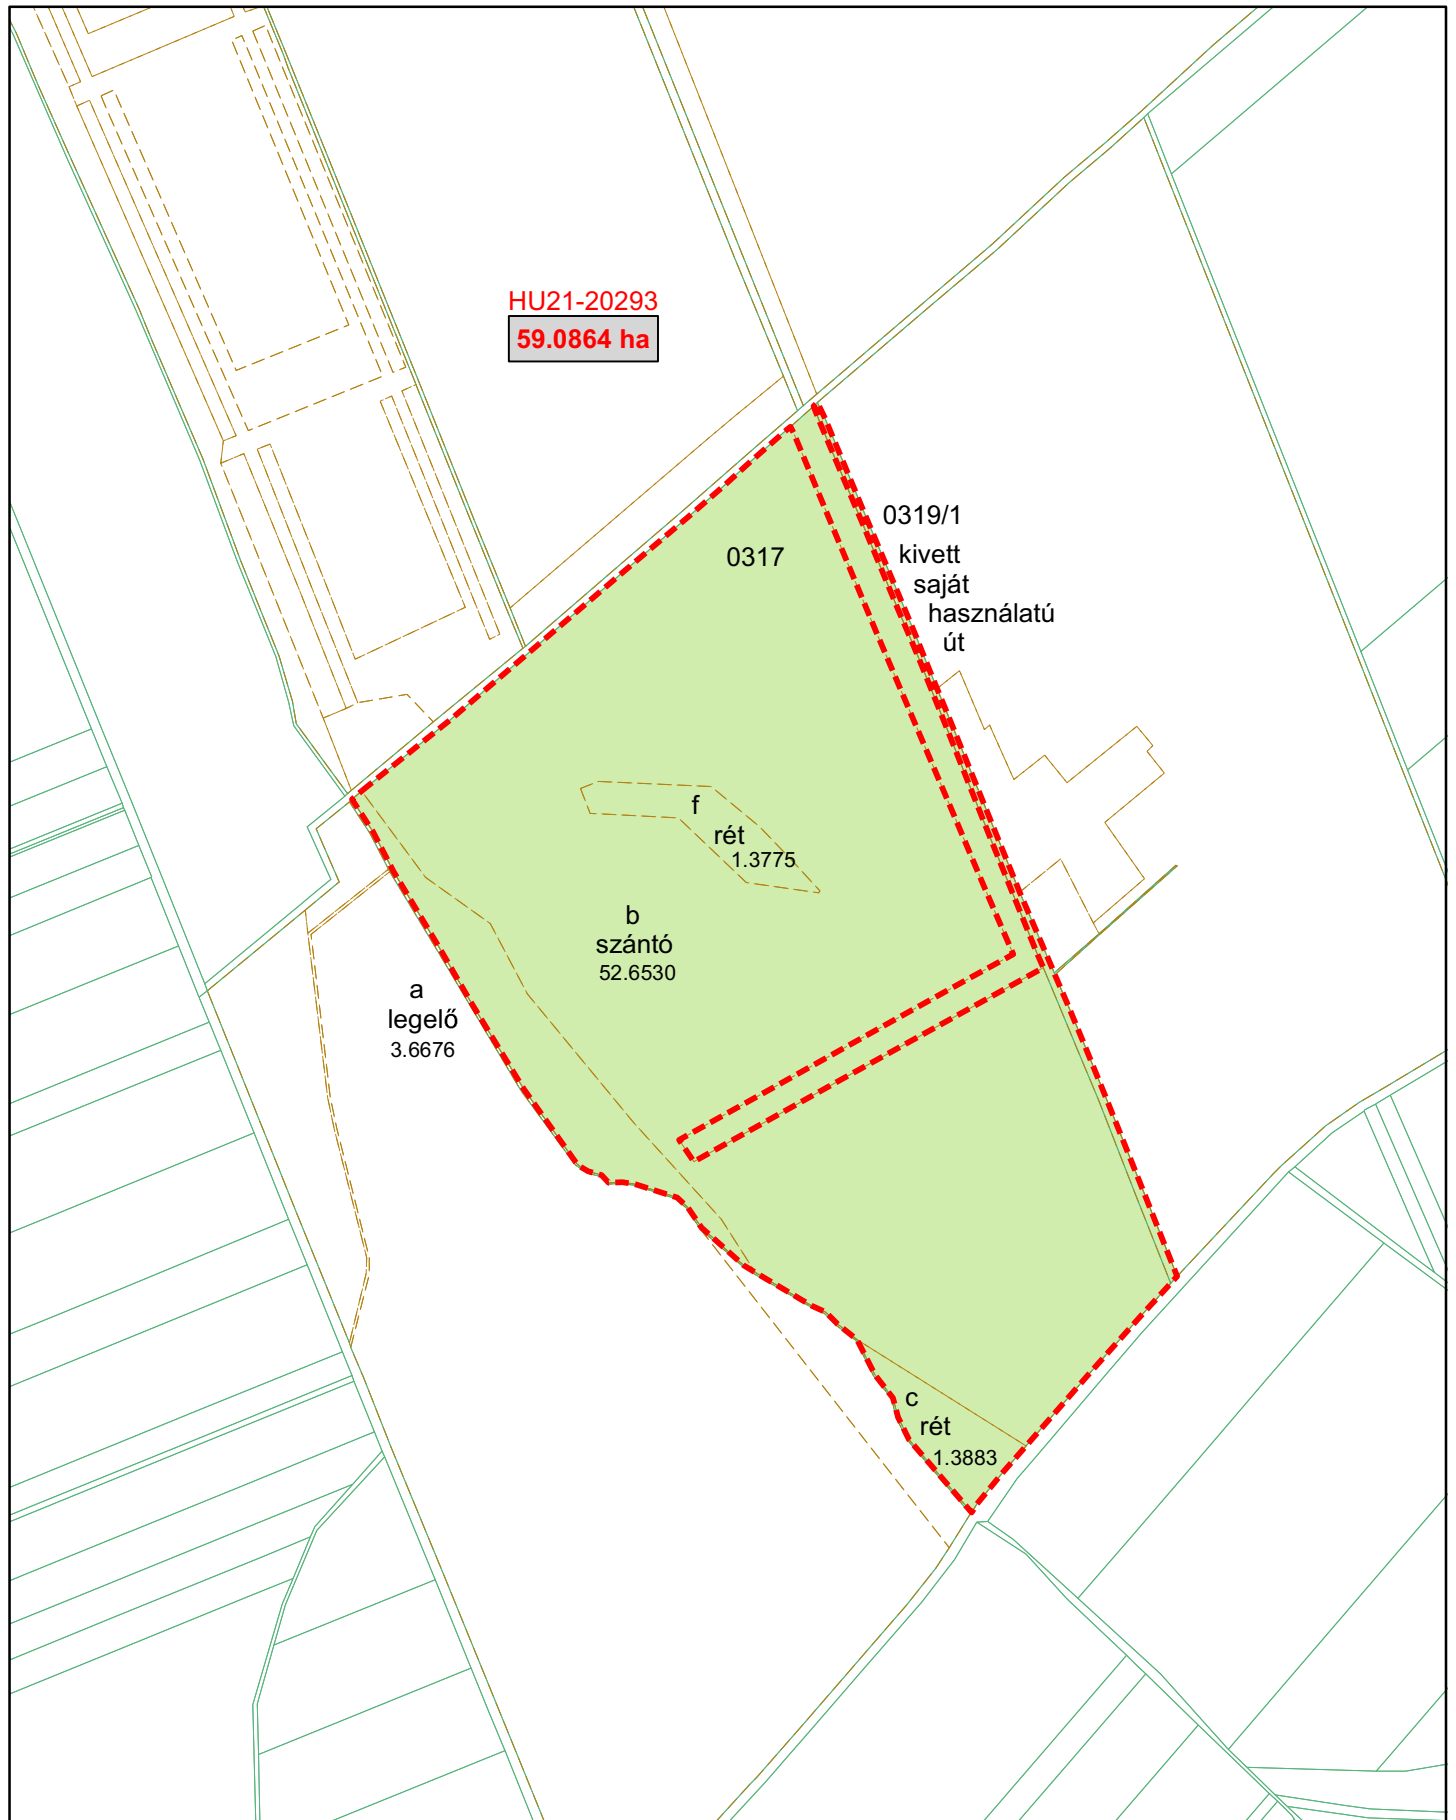 HU21-20293
59.0864 ha
0319/1
kivett
saját
használatú
út
0317
f
rét
1.3775
b
szántó
52.6530
a
legelő
3.6676
c
rét
1.3883